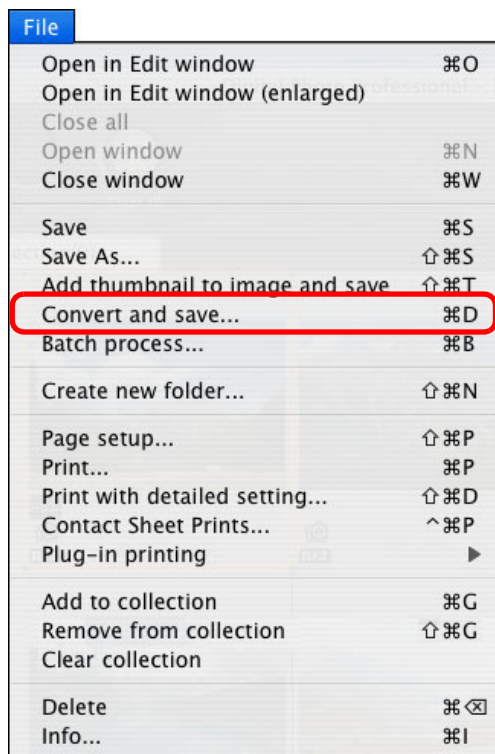 File
Open in Edit window ⌘O
Open in Edit window (enlarged)
Close all
Open window ⌘N
Close window ⌘W
Save ⌘S
Save As... ⇧⌘S
Add thumbnail to image and save ⇧⌘T
Convert and save... ⌘D
Batch process... ⌘B
Create new folder... ⇧⌘N
Page setup... ⇧⌘P
Print... ⌘P
Print with detailed setting... ⇧⌘D
Contact Sheet Prints... ^⌘P
Plug-in printing ▶
Add to collection ⌘G
Remove from collection ⇧⌘G
Clear collection
Delete ⌘⌫
Info... ⌘I